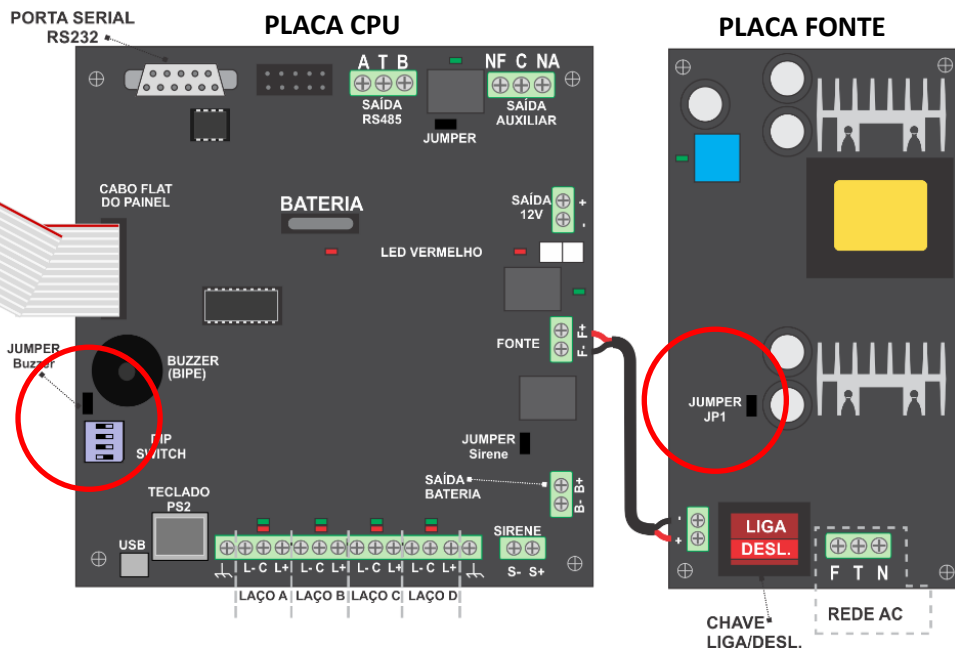 PORTA SERIAL
RS232
PLACA CPU
PLACA FONTE
A T B
SAÍDA
RS485
JUMPER
NF C NA
SAÍDA
AUXILIAR
CABO FLAT
DO PAINEL
BATERIA
SAÍDA
12V
+
-
LED VERMELHO
FONTE
F+
F-
JUMPER
Buzzer
BUZZER
(BIPE)
DIP
SWITCH
JUMPER
Sirene
JUMPER
JP1
SAÍDA
BATERIA
B+
B-
TECLADO
PS2
USB
SIRENE
S- S+
L- C L+ L- C L+ L- C L+ L- C L+
LAÇO A LAÇO B LAÇO C LAÇO D
-
+
LIGA
DESL.
F T N
REDE AC
CHAVE
LIGA/DESL.